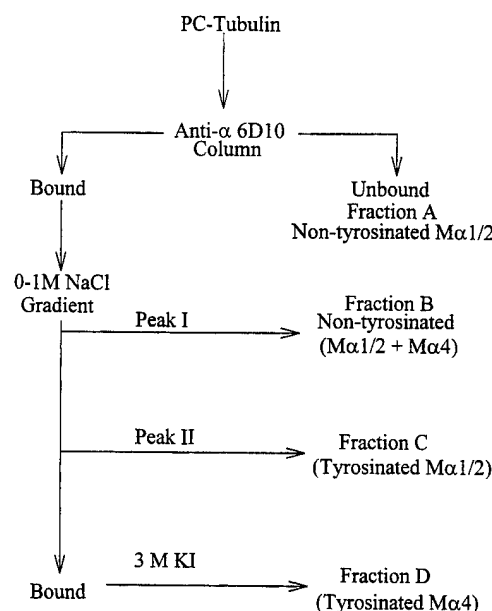 PC-Tubulin
Anti-α 6D10
Column
Bound
Unbound
Fraction A
Non-tyrosinated Mα1/2
0-1M NaCl
Gradient
Peak I
Fraction B
Non-tyrosinated
(Mα1/2 + Mα4)
Peak II
Fraction C
(Tyrosinated Mα1/2)
Bound
3 M KI
Fraction D
(Tyrosinated Mα4)